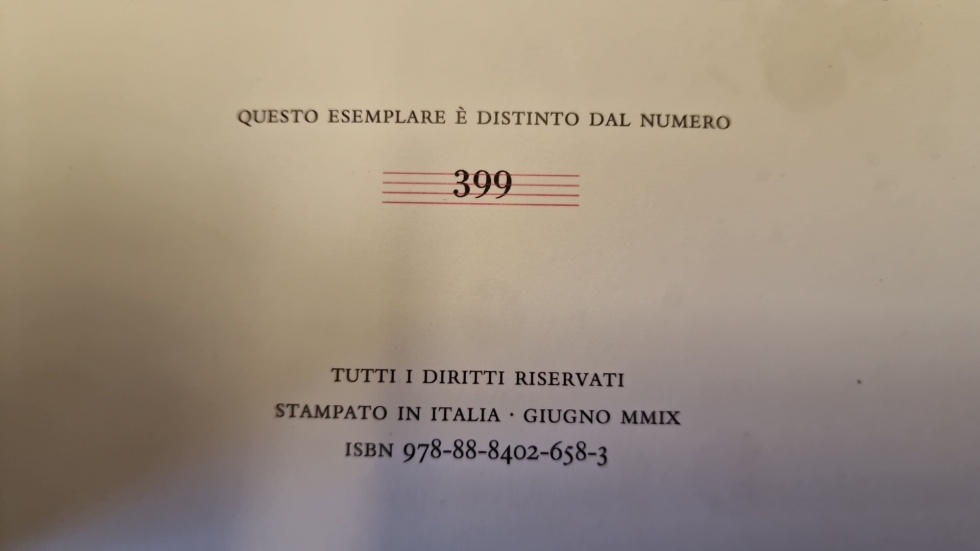 QUESTO ESEMPLARE È DISTINTO DAL NUMERO
399
TUTTI I DIRITTI RISERVATI
STAMPATO IN ITALIA · GIUGNO MMIX
ISBN 978-88-8402-658-3